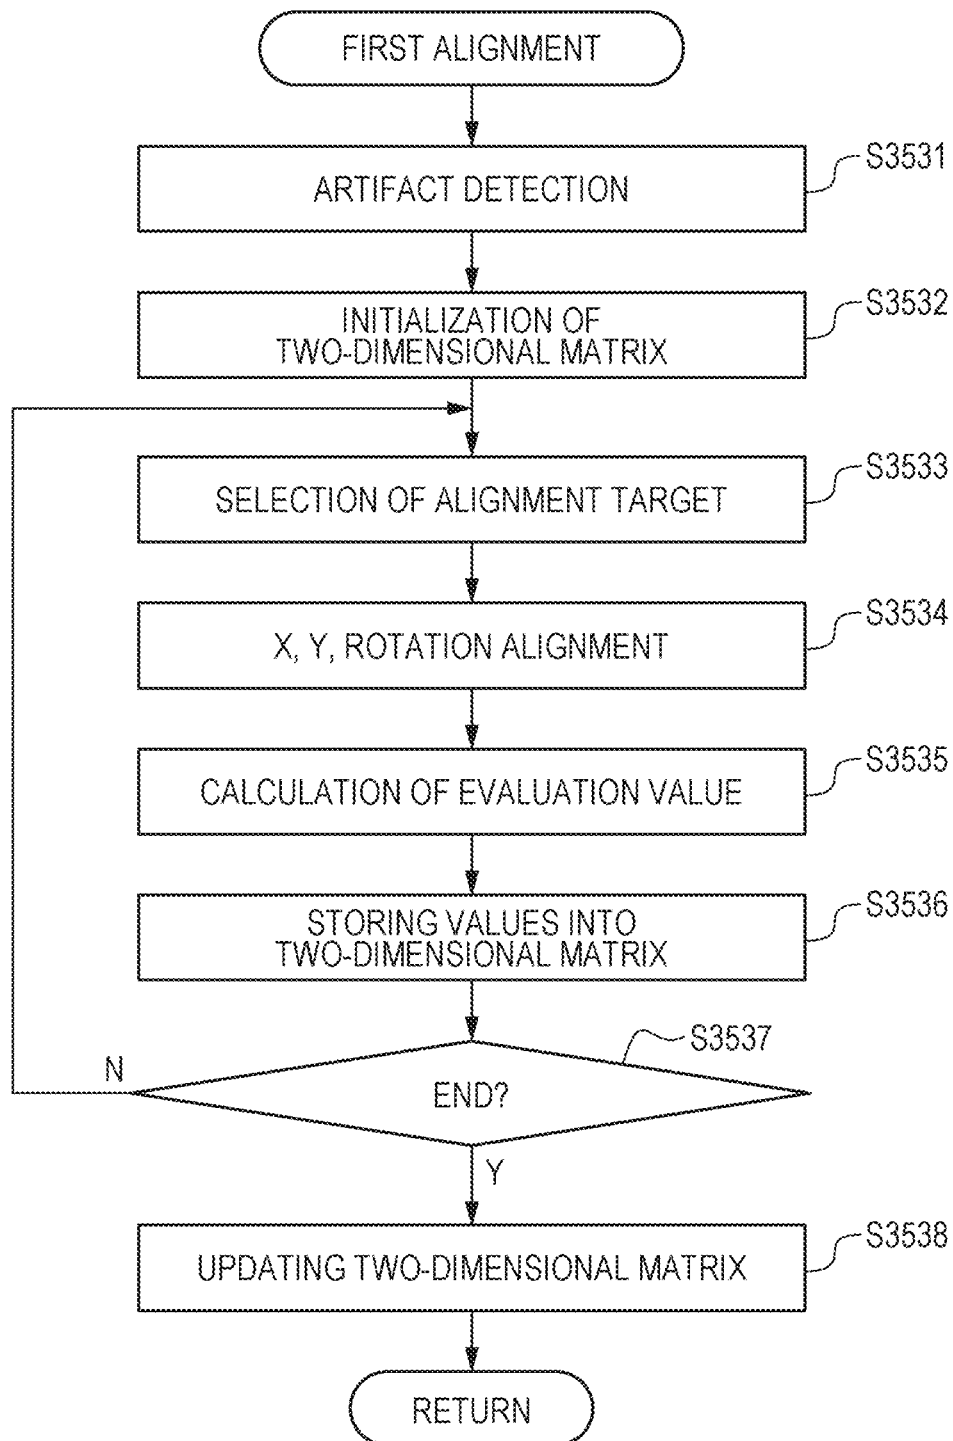 FIRST ALIGNMENT
S3531
ARTIFACT DETECTION
S3532
INITIALIZATION OF
TWO-DIMENSIONAL MATRIX
S3533
SELECTION OF ALIGNMENT TARGET
S3534
X, Y, ROTATION ALIGNMENT
S3535
CALCULATION OF EVALUATION VALUE
S3536
STORING VALUES INTO
TWO-DIMENSIONAL MATRIX
S3537
N
END?
Y
S3538
UPDATING TWO-DIMENSIONAL MATRIX
RETURN